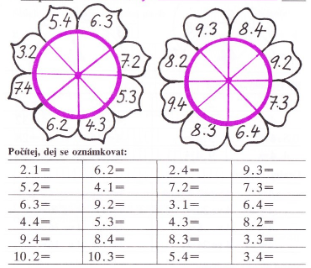 5.4 6.3
3.2 7.2
7.4 5.3
6.2 4.3
9.3 8.4
8.2 9.2
9.4 7.3
8.3 6.4
Počítej, dej se oznámkovat:
2.1= 6.2= 2.4= 9.3=
5.2= 4.1= 7.2= 7.3=
6.3= 9.2= 3.1= 6.4=
4.4= 5.3= 4.3= 8.2=
9.4= 8.4= 8.3= 3.3=
10.2= 10.3= 5.4= 3.4=